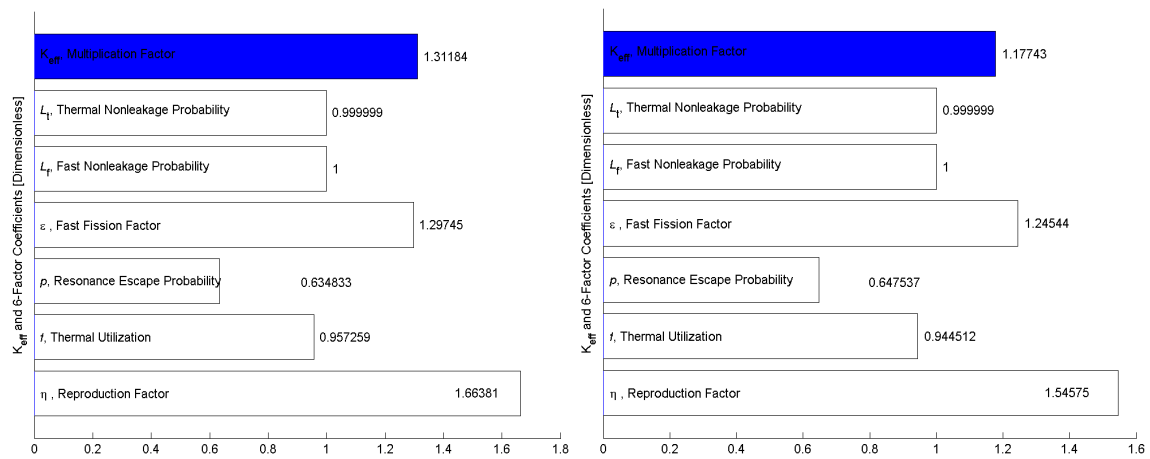 K_eff and 6-Factor Coefficients [Dimensionless]
K_eff, Multiplication Factor 1.31184
L_t, Thermal Nonleakage Probability 0.999999
L_f, Fast Nonleakage Probability 1
ε , Fast Fission Factor 1.29745
p, Resonance Escape Probability 0.634833
f, Thermal Utilization 0.957259
η , Reproduction Factor 1.66381
0 0.2 0.4 0.6 0.8 1 1.2 1.4 1.6 1.8
K_eff and 6-Factor Coefficients [Dimensionless]
K_eff, Multiplication Factor 1.17743
L_t, Thermal Nonleakage Probability 0.999999
L_f, Fast Nonleakage Probability 1
ε , Fast Fission Factor 1.24544
p, Resonance Escape Probability 0.647537
f, Thermal Utilization 0.944512
η , Reproduction Factor 1.54575
0 0.2 0.4 0.6 0.8 1 1.2 1.4 1.6